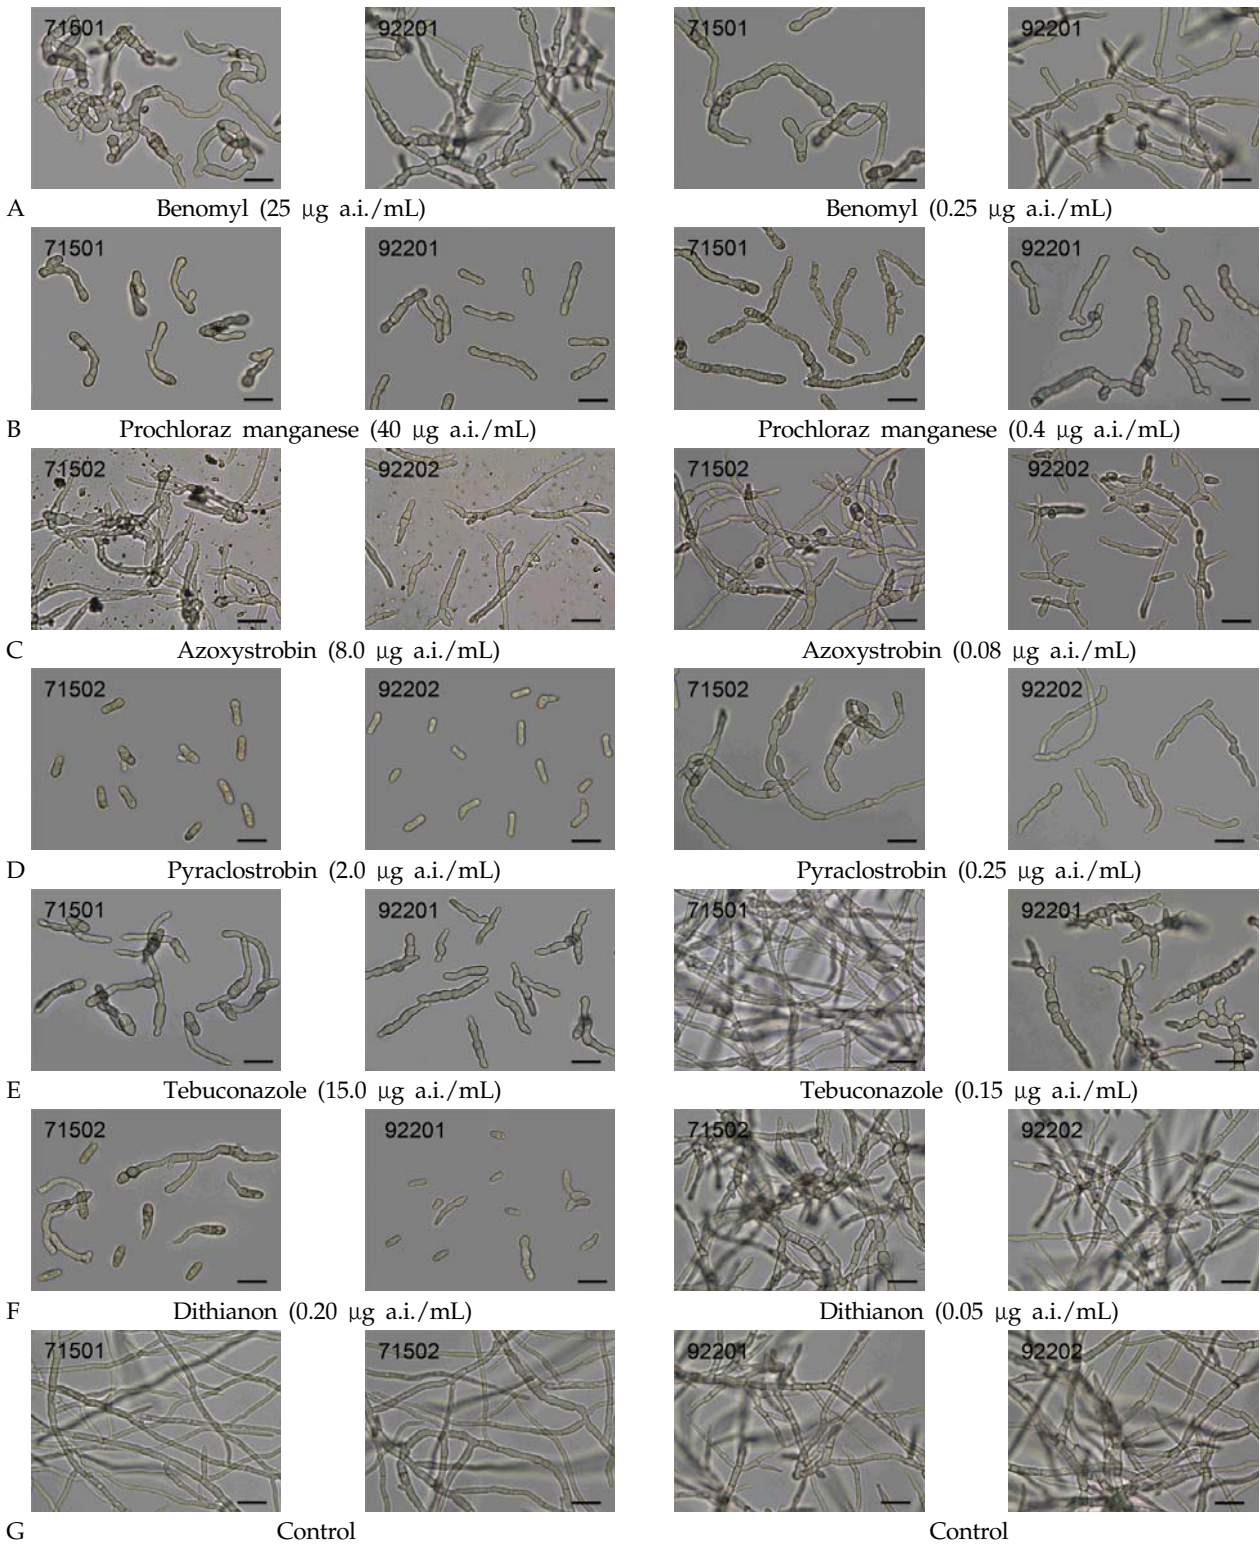 71501 92201 71501 92201
A Benomyl (25 μg a.i./mL) Benomyl (0.25 μg a.i./mL)
71501 92201 71501 92201
B Prochloraz manganese (40 μg a.i./mL) Prochloraz manganese (0.4 μg a.i./mL)
71502 92202 71502 92202
C Azoxystrobin (8.0 μg a.i./mL) Azoxystrobin (0.08 μg a.i./mL)
71502 92202 71502 92202
D Pyraclostrobin (2.0 μg a.i./mL) Pyraclostrobin (0.25 μg a.i./mL)
71501 92201 71501 92201
E Tebuconazole (15.0 μg a.i./mL) Tebuconazole (0.15 μg a.i./mL)
71502 92201 71502 92202
F Dithianon (0.20 μg a.i./mL) Dithianon (0.05 μg a.i./mL)
71501 71502 92201 92202
G Control Control